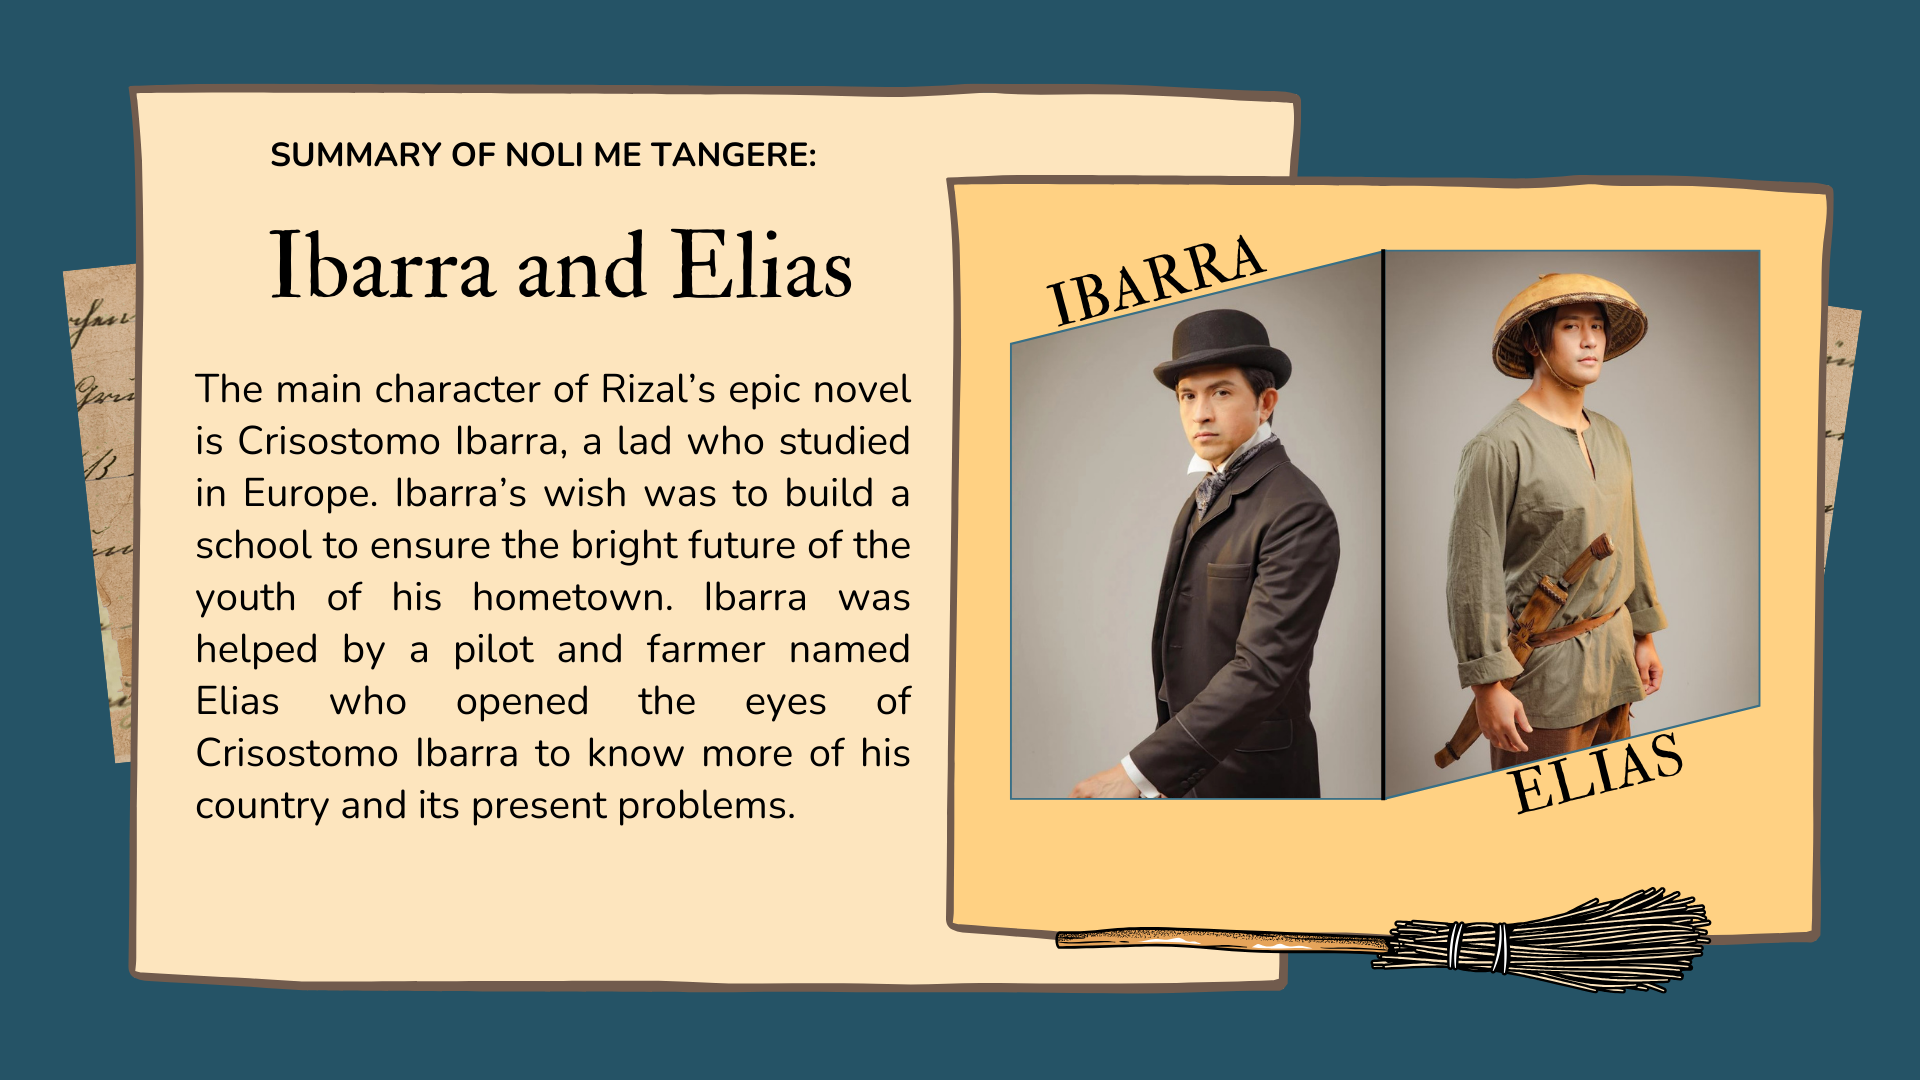 SUMMARY OF NOLI ME TANGERE:
Ibarra and Elias
The main character of Rizal’s epic novel
is Crisostomo Ibarra, a lad who studied
in Europe. Ibarra’s wish was to build a
school to ensure the bright future of the
youth of his hometown. Ibarra was
helped by a pilot and farmer named
Elias who opened the eyes of
Crisostomo Ibarra to know more of his
country and its present problems.
IBARRA
ELIAS